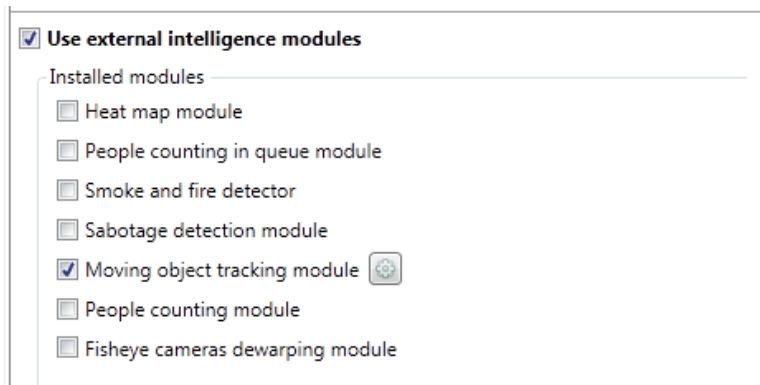 Use external intelligence modules
Installed modules
Heat map module
People counting in queue module
Smoke and fire detector
Sabotage detection module
Moving object tracking module
People counting module
Fisheye cameras dewarping module